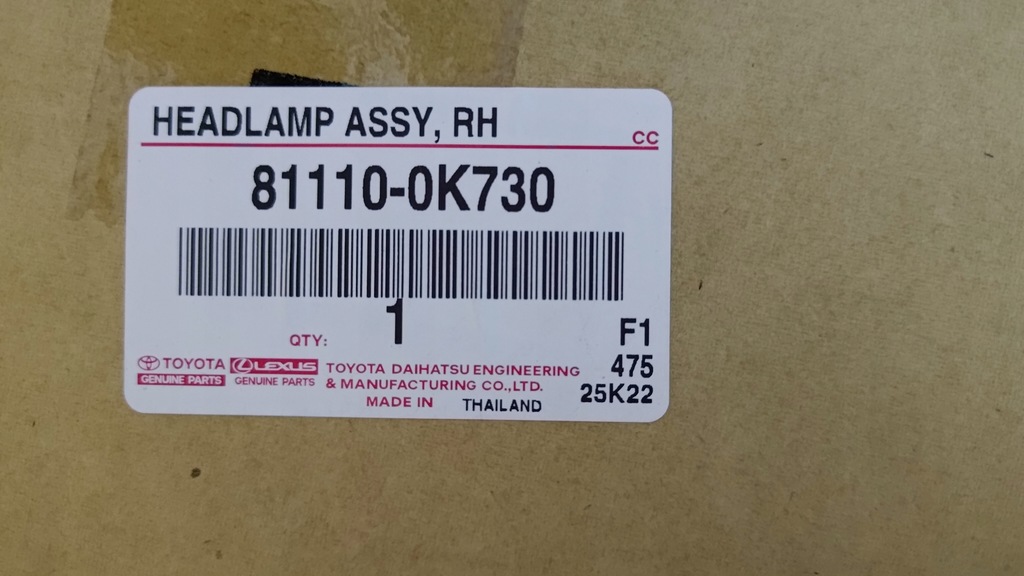 HEADLAMP ASSY, RH
CC
81110-0K730
QTY: 1
F1
TOYOTA LEXUS TOYOTA DAIHATSU ENGINEERING 475
GENUINE PARTS GENUINE PARTS & MANUFACTURING CO.,LTD. 25K22
MADE IN THAILAND